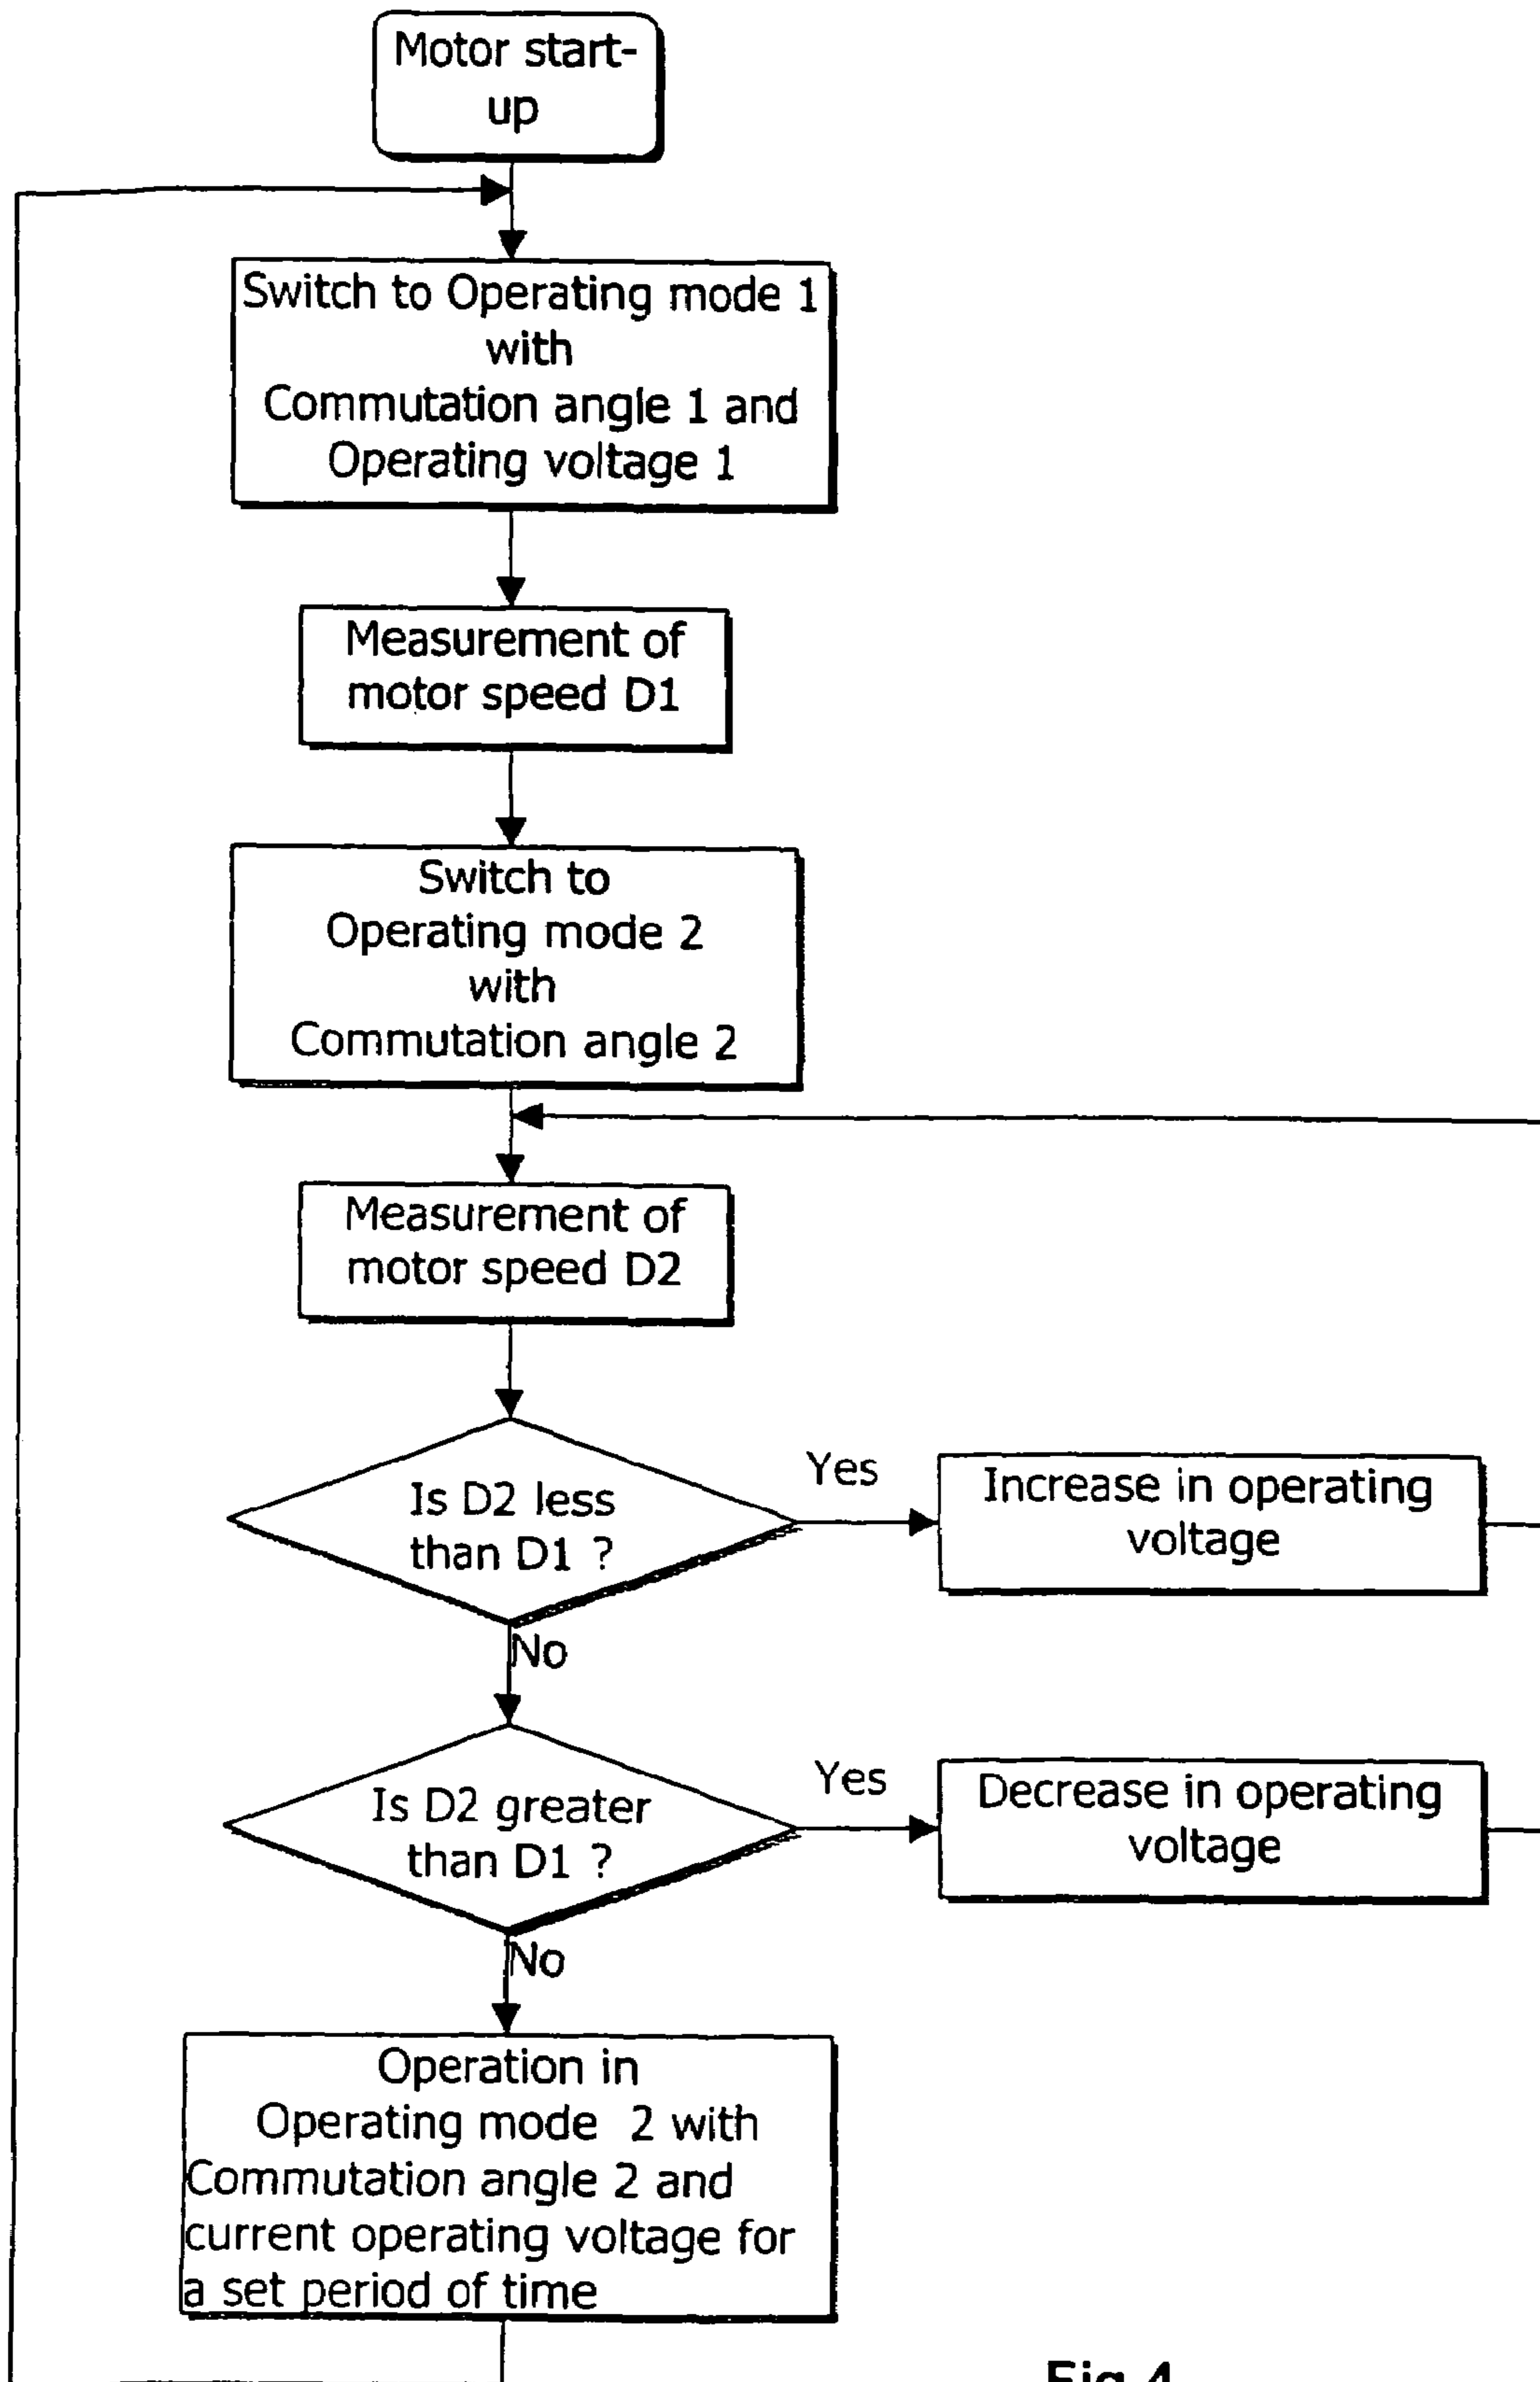 Motor start-
up
Switch to Operating mode 1
with
Commutation angle 1 and
Operating voltage 1
Measurement of
motor speed D1
Switch to
Operating mode 2
with
Commutation angle 2
Measurement of
motor speed D2
Is D2 less
than D1 ?
Yes
Increase in operating
voltage
No
Is D2 greater
than D1 ?
Yes
Decrease in operating
voltage
No
Operation in
Operating mode 2 with
Commutation angle 2 and
current operating voltage for
a set period of time
Fig 4